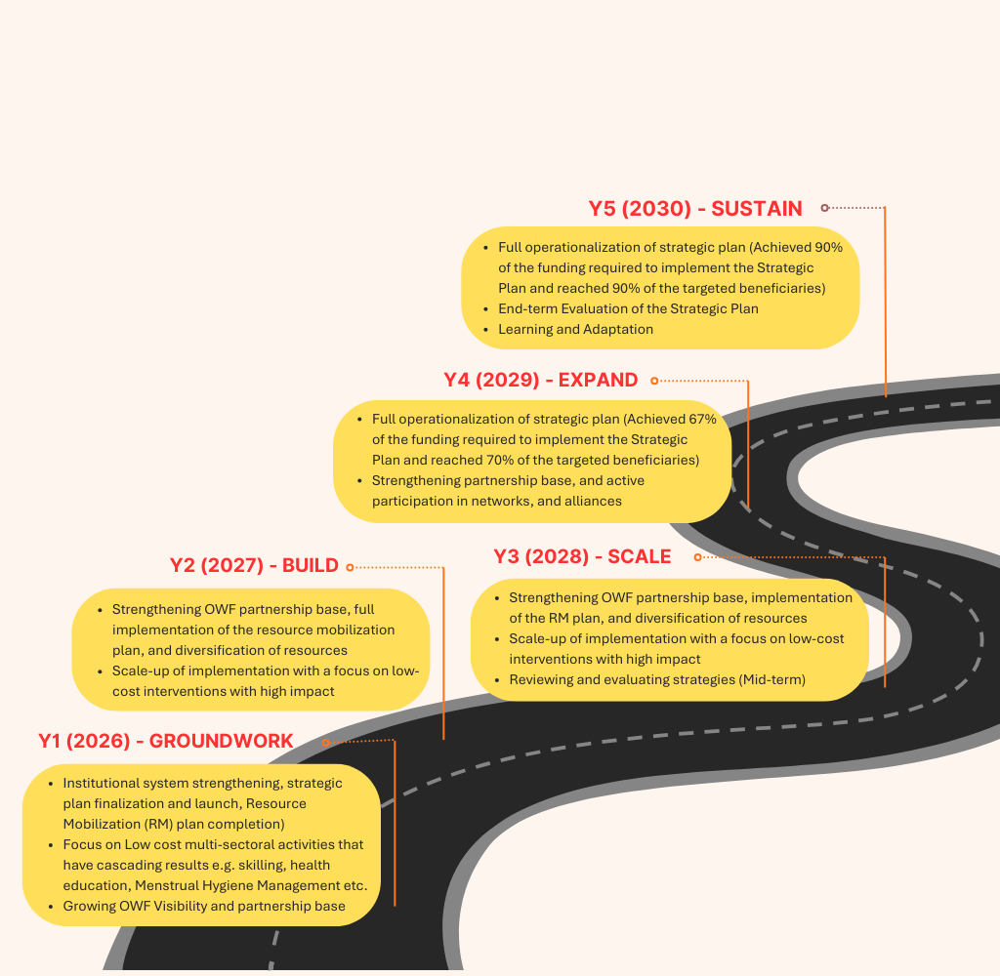 Y5 (2030) - SUSTAIN
• Full operationalization of strategic plan (Achieved 90%
of the funding required to implement the Strategic
Plan and reached 90% of the targeted beneficiaries)
• End-term Evaluation of the Strategic Plan
• Learning and Adaptation
Y4 (2029) - EXPAND
• Full operationalization of strategic plan (Achieved 67%
of the funding required to implement the Strategic
Plan and reached 70% of the targeted beneficiaries)
• Strengthening partnership base, and active
participation in networks, and alliances
Y2 (2027) - BUILD
• Strengthening OWF partnership base, full
implementation of the resource mobilization
plan, and diversification of resources
• Scale-up of implementation with a focus on low-
cost interventions with high impact
Y3 (2028) - SCALE
• Strengthening OWF partnership base, implementation
of the RM plan, and diversification of resources
• Scale-up of implementation with a focus on low-cost
interventions with high impact
• Reviewing and evaluating strategies (Mid-term)
Y1 (2026) - GROUNDWORK
• Institutional system strengthening, strategic
plan finalization and launch, Resource
Mobilization (RM) plan completion)
• Focus on Low cost multi-sectoral activities that
have cascading results e.g. skilling, health
education, Menstrual Hygiene Management etc.
• Growing OWF Visibility and partnership base